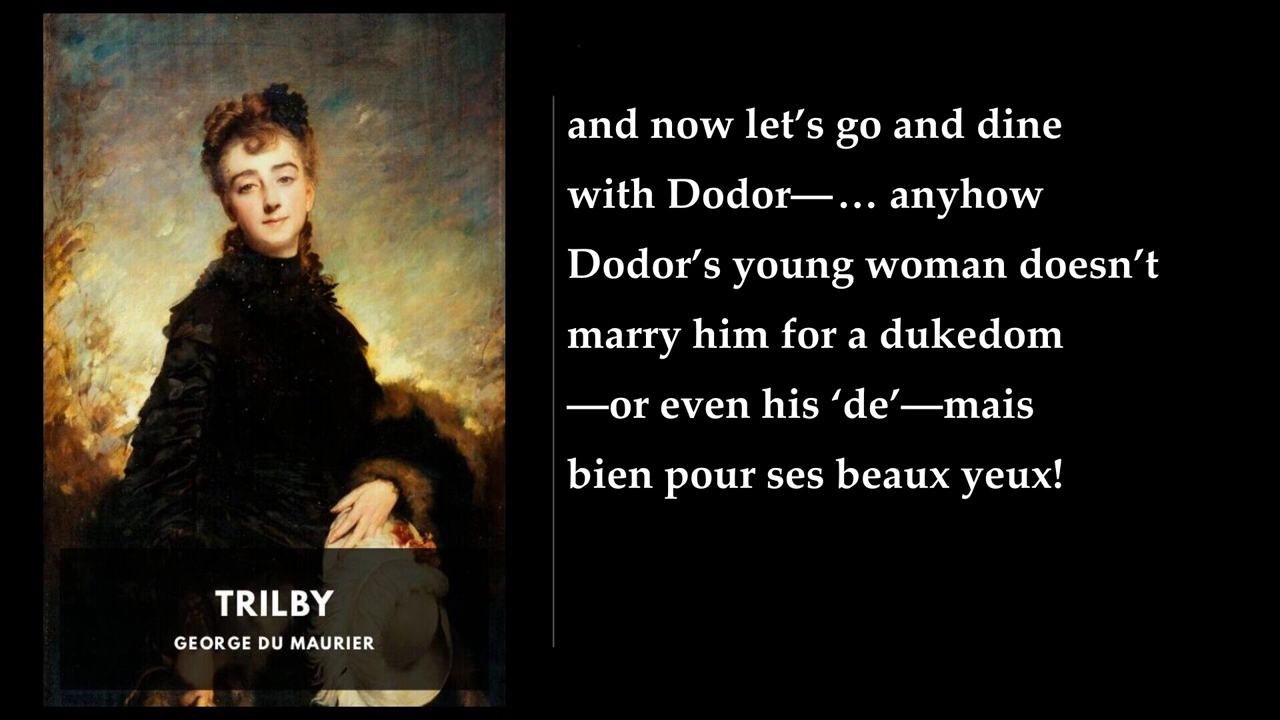 and now let’s go and dine
with Dodor—… anyhow
Dodor’s young woman doesn’t
marry him for a dukedom
—or even his ‘de’—mais
bien pour ses beaux yeux!
TRILBY
GEORGE DU MAURIER